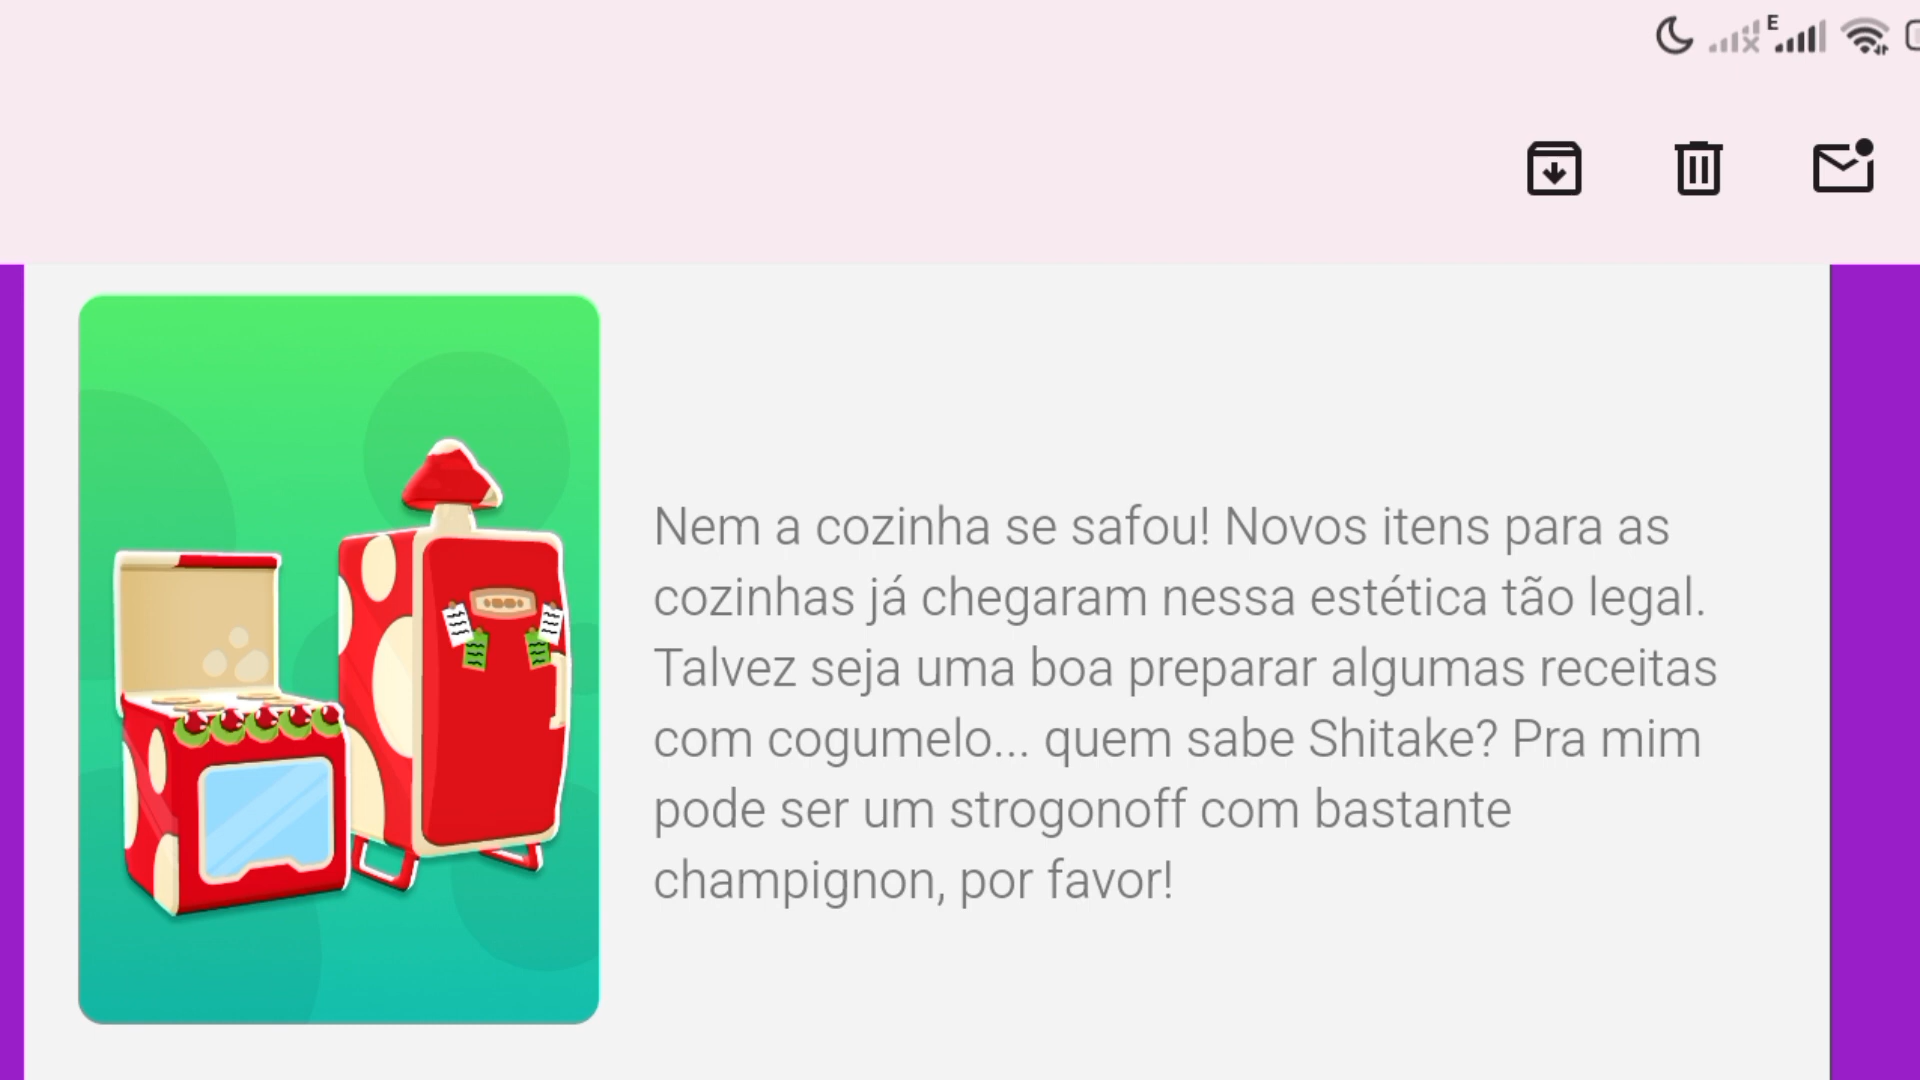 E
Nem a cozinha se safou! Novos itens para as
cozinhas já chegaram nessa estética tão legal.
Talvez seja uma boa preparar algumas receitas
com cogumelo... quem sabe Shitake? Pra mim
pode ser um strogonoff com bastante
champignon, por favor!